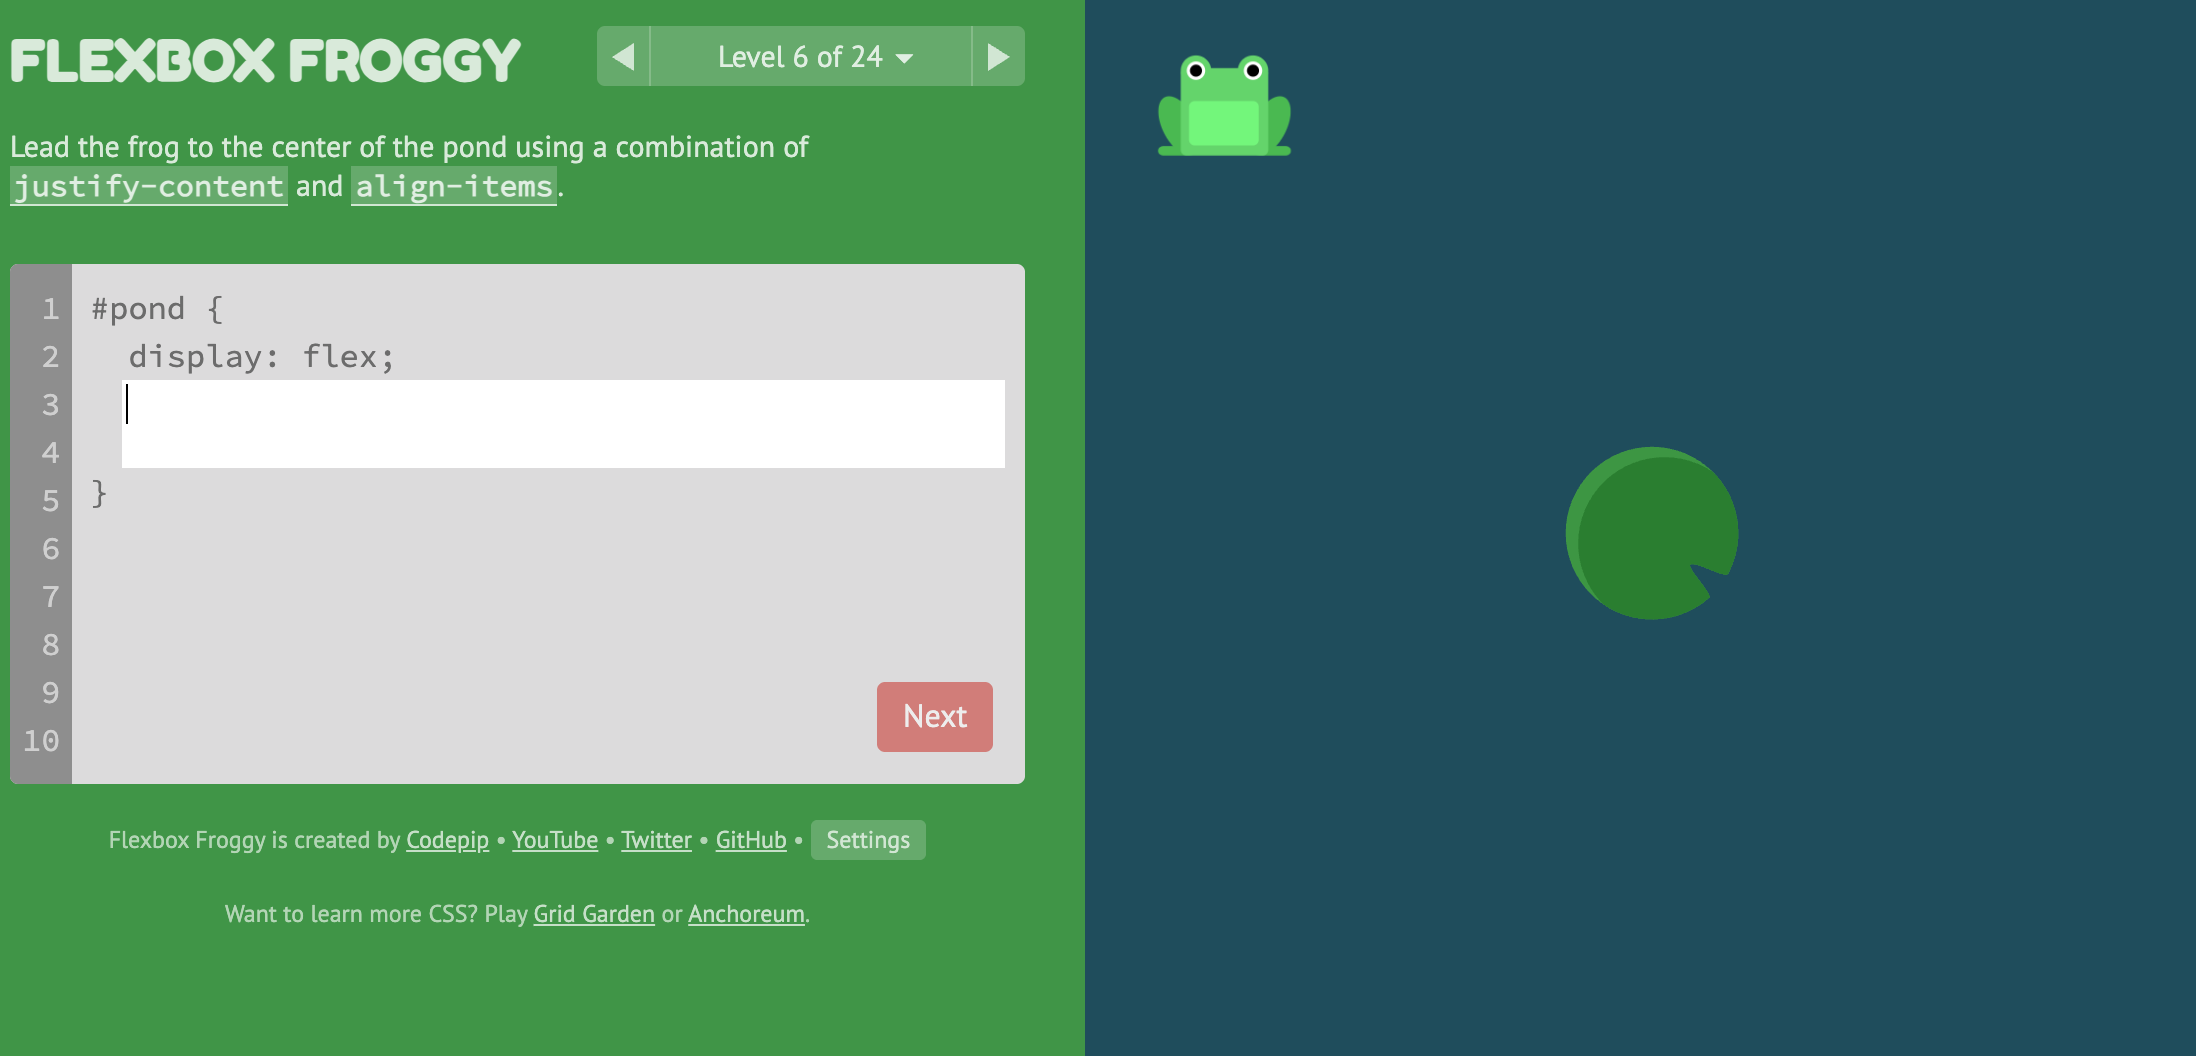 FLEXBOX FROGGY
Level 6 of 24
Lead the frog to the center of the pond using a combination of
justify-content and align-items.
1 #pond {
2 display: flex;
3
4
5 }
6
7
8
9
10
Next
Flexbox Froggy is created by Codepip • YouTube • Twitter • GitHub • Settings
Want to learn more CSS? Play Grid Garden or Anchoreum.